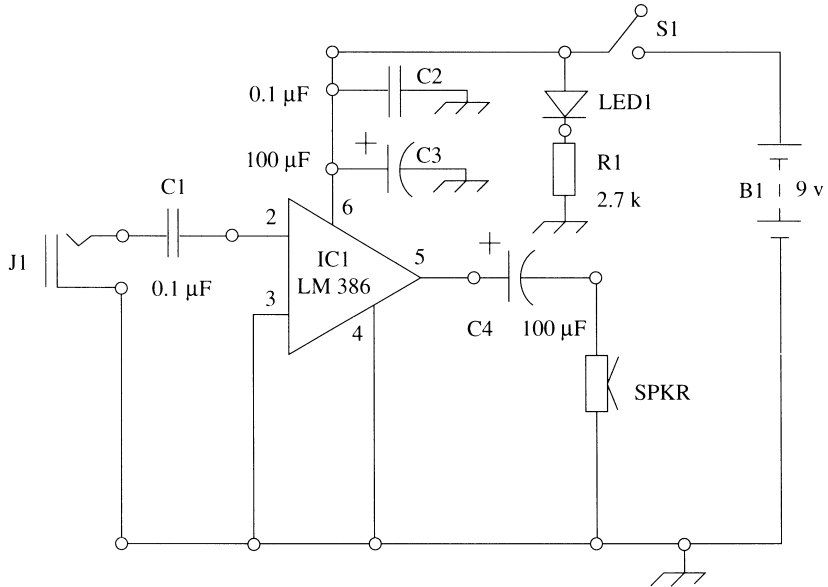 S1
C2
0.1 µF
LED1
+
100 µF
C3
R1
2.7 k
B1
9 v
C1
2
6
J1
0.1 µF
IC1
LM 386
5
+
3
4
C4
100 µF
SPKR